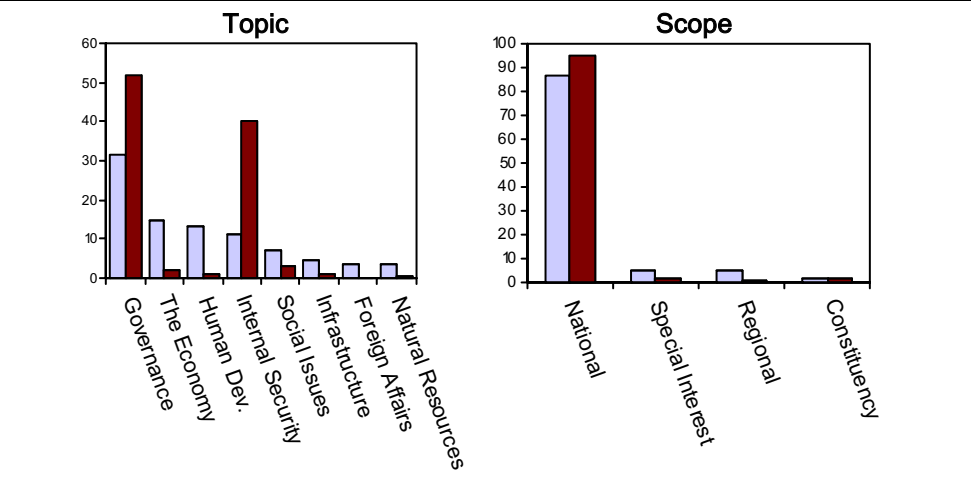 Topic
60
50
40
30
20
10
0
Governance
The Economy
Human Dev.
Internal Security
Social Issues
Infrastructure
Foreign Affairs
Natural Resources
Scope
100
90
80
70
60
50
40
30
20
10
0
National
Special Interest
Regional
Constituency